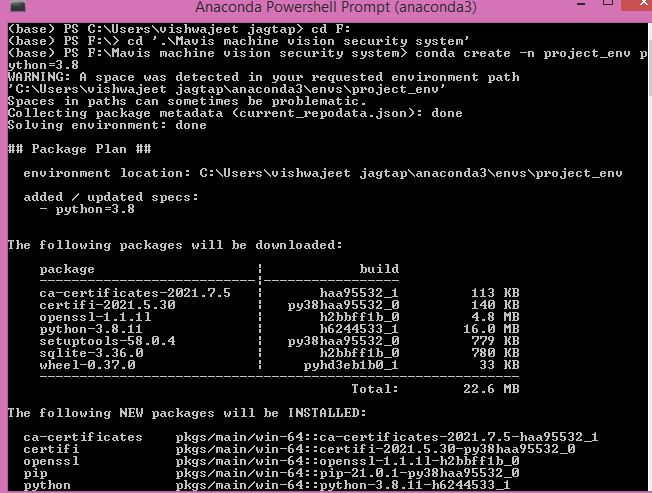 Anaconda Powershell Prompt (anaconda3)
(base) PS C:\Users\vishwajeet jagtap> cd F:
(base) PS F:\> cd '.\Mavis machine vision security system'
(base) PS F:\Mavis machine vision security system> conda create -n project_env p
ython=3.8
WARNING: A space was detected in your requested environment path
'C:\Users\vishwajeet jagtap\anaconda3\envs\project_env'
Spaces in paths can sometimes be problematic.
Collecting package metadata (current_repodata.json): done
Solving environment: done
## Package Plan ##
environment location: C:\Users\vishwajeet jagtap\anaconda3\envs\project_env
added / updated specs:
- python=3.8
The following packages will be downloaded:
package | build
---------------------------|-----------------
ca-certificates-2021.7.5 | haa95532_1 113 KB
certifi-2021.5.30 | py38haa95532_0 140 KB
openssl-1.1.1l | h2bbff1b_0 4.8 MB
python-3.8.11 | h6244533_1 16.0 MB
setuptools-58.0.4 | py38haa95532_0 779 KB
sqlite-3.36.0 | h2bbff1b_0 780 KB
wheel-0.37.0 | pyhd3eb1b0_1 33 KB
------------------------------------------------------------
Total: 22.6 MB
The following NEW packages will be INSTALLED:
ca-certificates pkgs/main/win-64::ca-certificates-2021.7.5-haa95532_1
certifi pkgs/main/win-64::certifi-2021.5.30-py38haa95532_0
openssl pkgs/main/win-64::openssl-1.1.1l-h2bbff1b_0
pip pkgs/main/win-64::pip-21.0.1-py38haa95532_0
python pkgs/main/win-64::python-3.8.11-h6244533_1